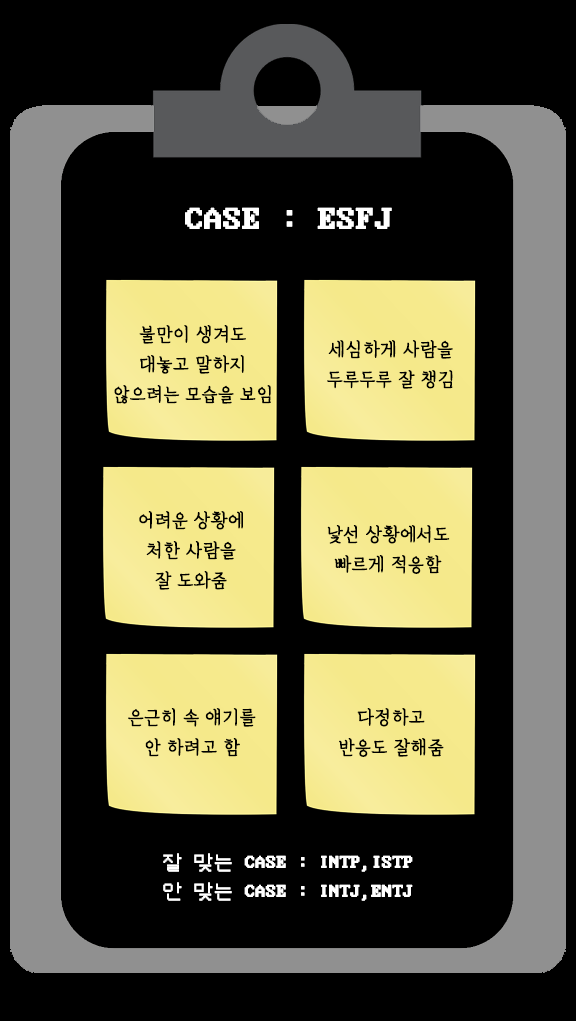 CASE : ESFJ
불만이 생겨도
대놓고 말하지
않으려는 모습을 보임
세심하게 사람을
두루두루 잘 챙김
어려운 상황에
처한 사람을
잘 도와줌
낯선 상황에서도
빠르게 적응함
은근히 속 얘기를
안 하려고 함
다정하고
반응도 잘해줌
잘 맞는 CASE : INTP,ISTP
안 맞는 CASE : INTJ,ENTJ